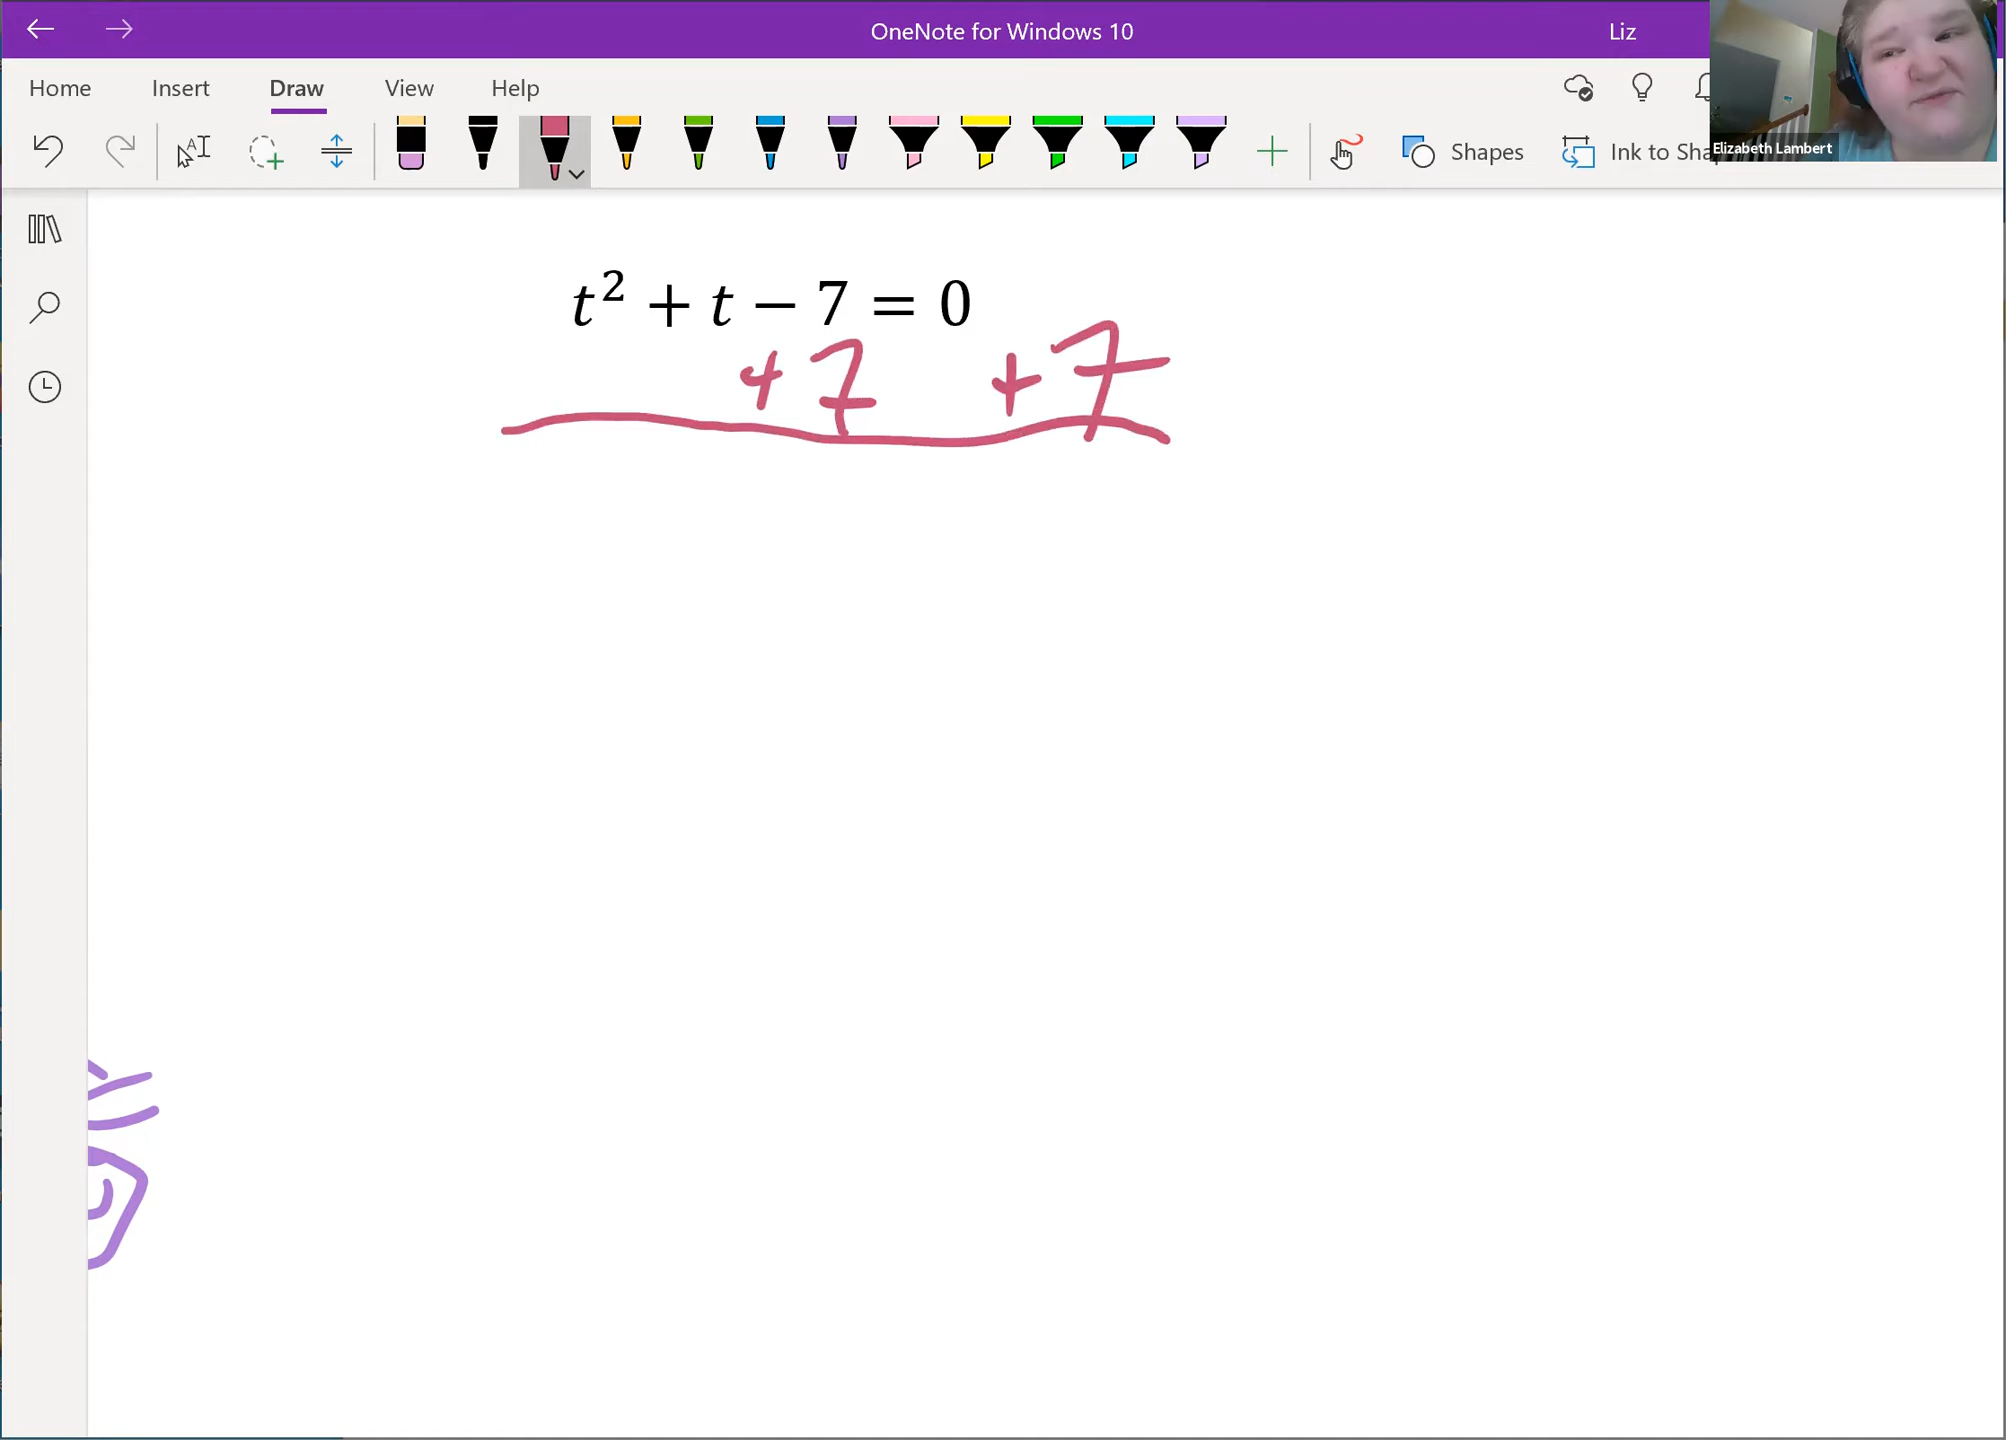 OneNote for Windows 10
Liz
Home Insert Draw View Help
Shapes Ink to Sha
Elizabeth Lambert
t² + t − 7 = 0
+7 +7